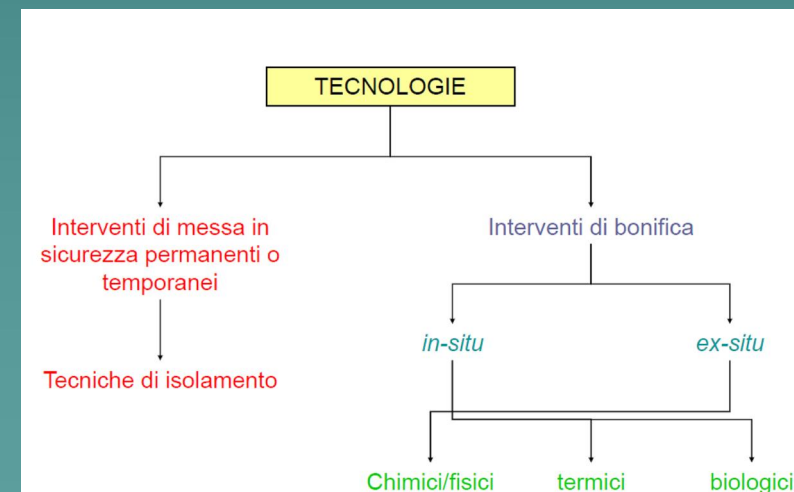 TECNOLOGIE
Interventi di messa in
sicurezza permanenti o
temporanei
Interventi di bonifica
in-situ
ex-situ
Tecniche di isolamento
Chimici/fisici
termici
biologici